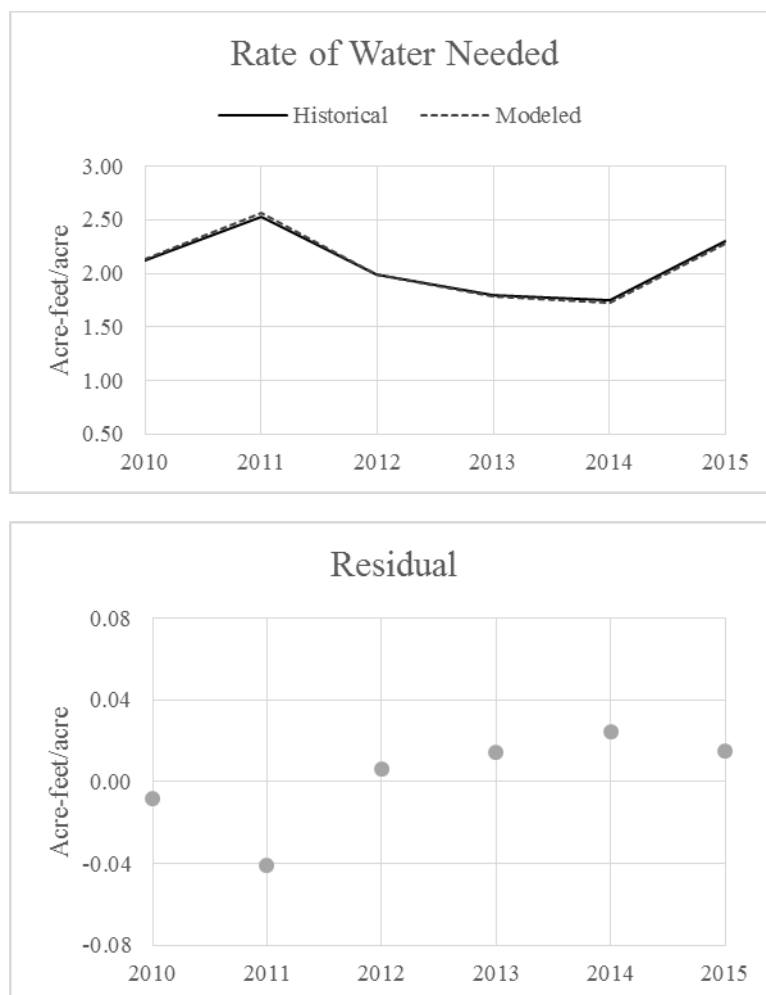 Rate of Water Needed
Historical Modeled
Acre-feet/acre
3.00
2.50
2.00
1.50
1.00
0.50
2010 2011 2012 2013 2014 2015
Residual
Acre-feet/acre
0.08
0.04
0.00
-0.04
-0.08
2010 2011 2012 2013 2014 2015